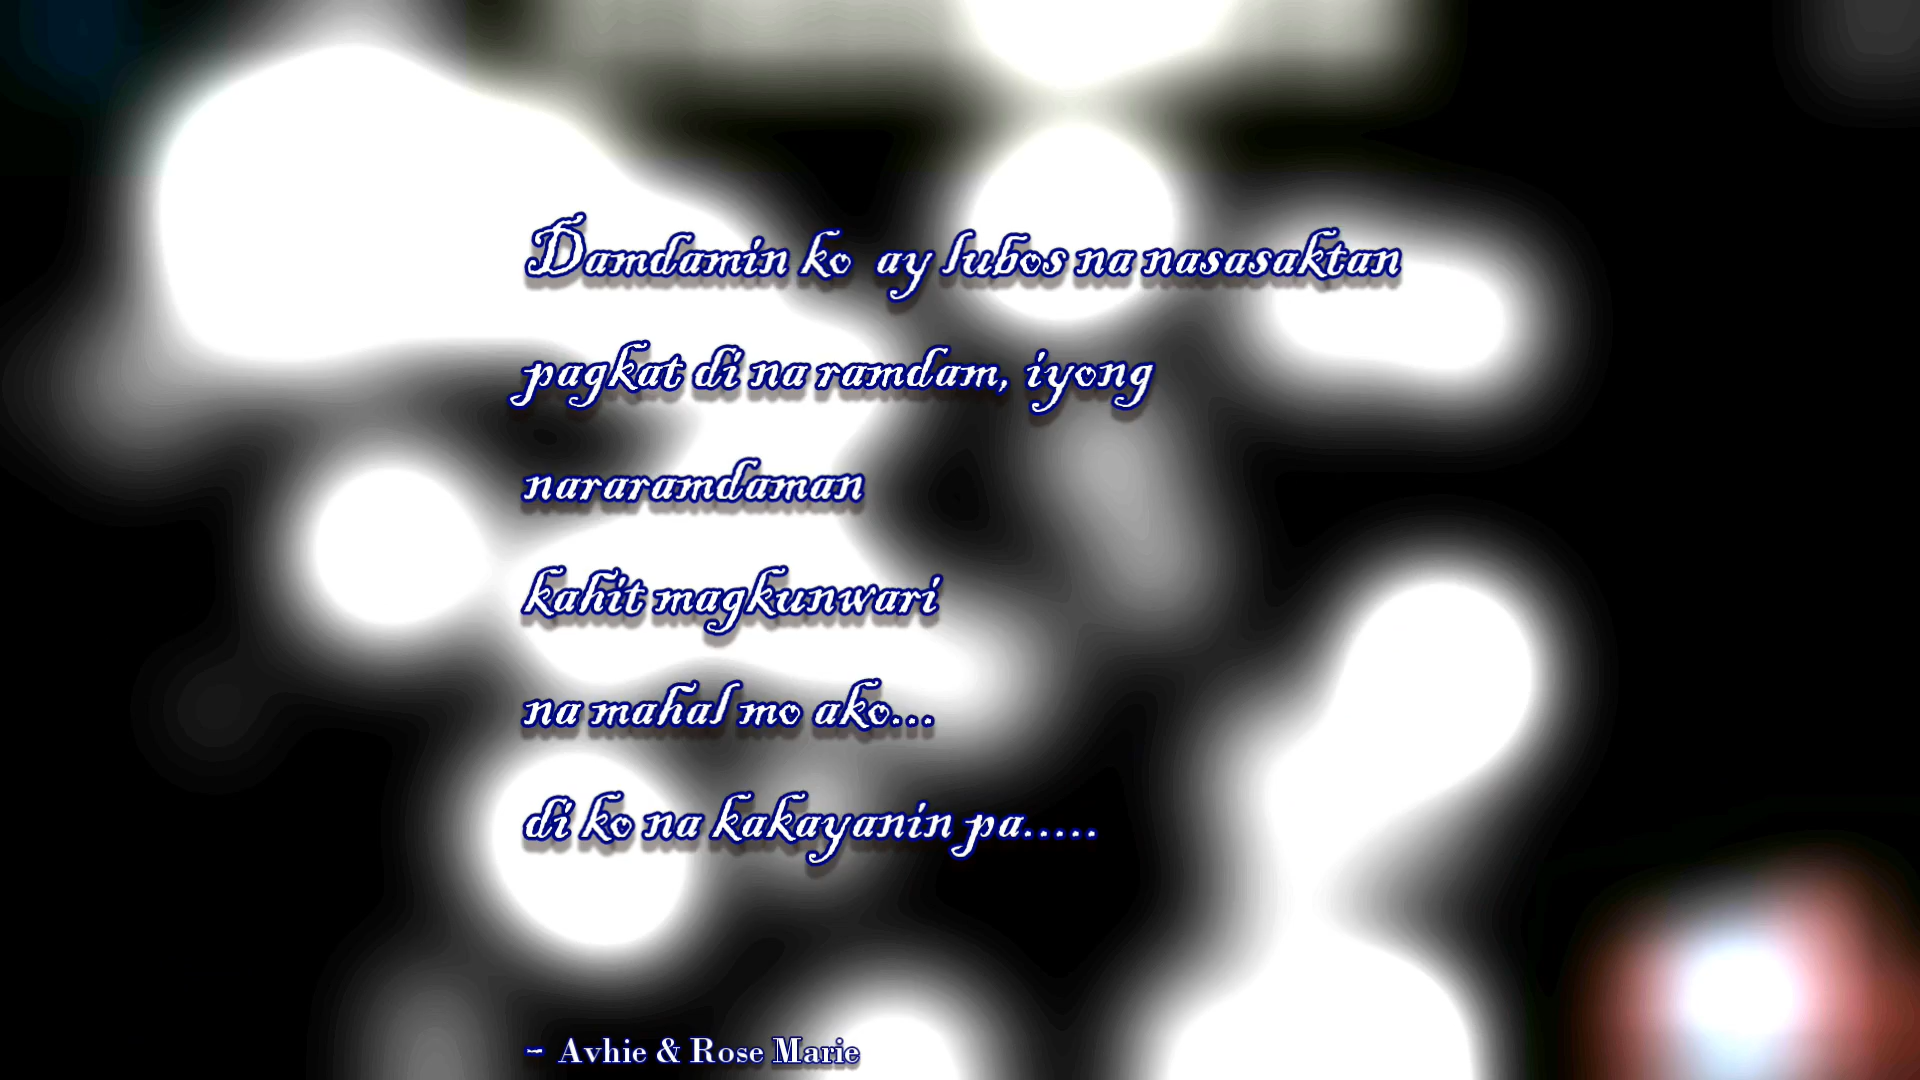 Damdamin ko ay lubos na nasasaktan
pagkat di na ramdam, iyong
nararamdaman
kahit magkunwari
na mahal mo ako...
di ko na kakayanin pa.....
~ Avhie & Rose Marie